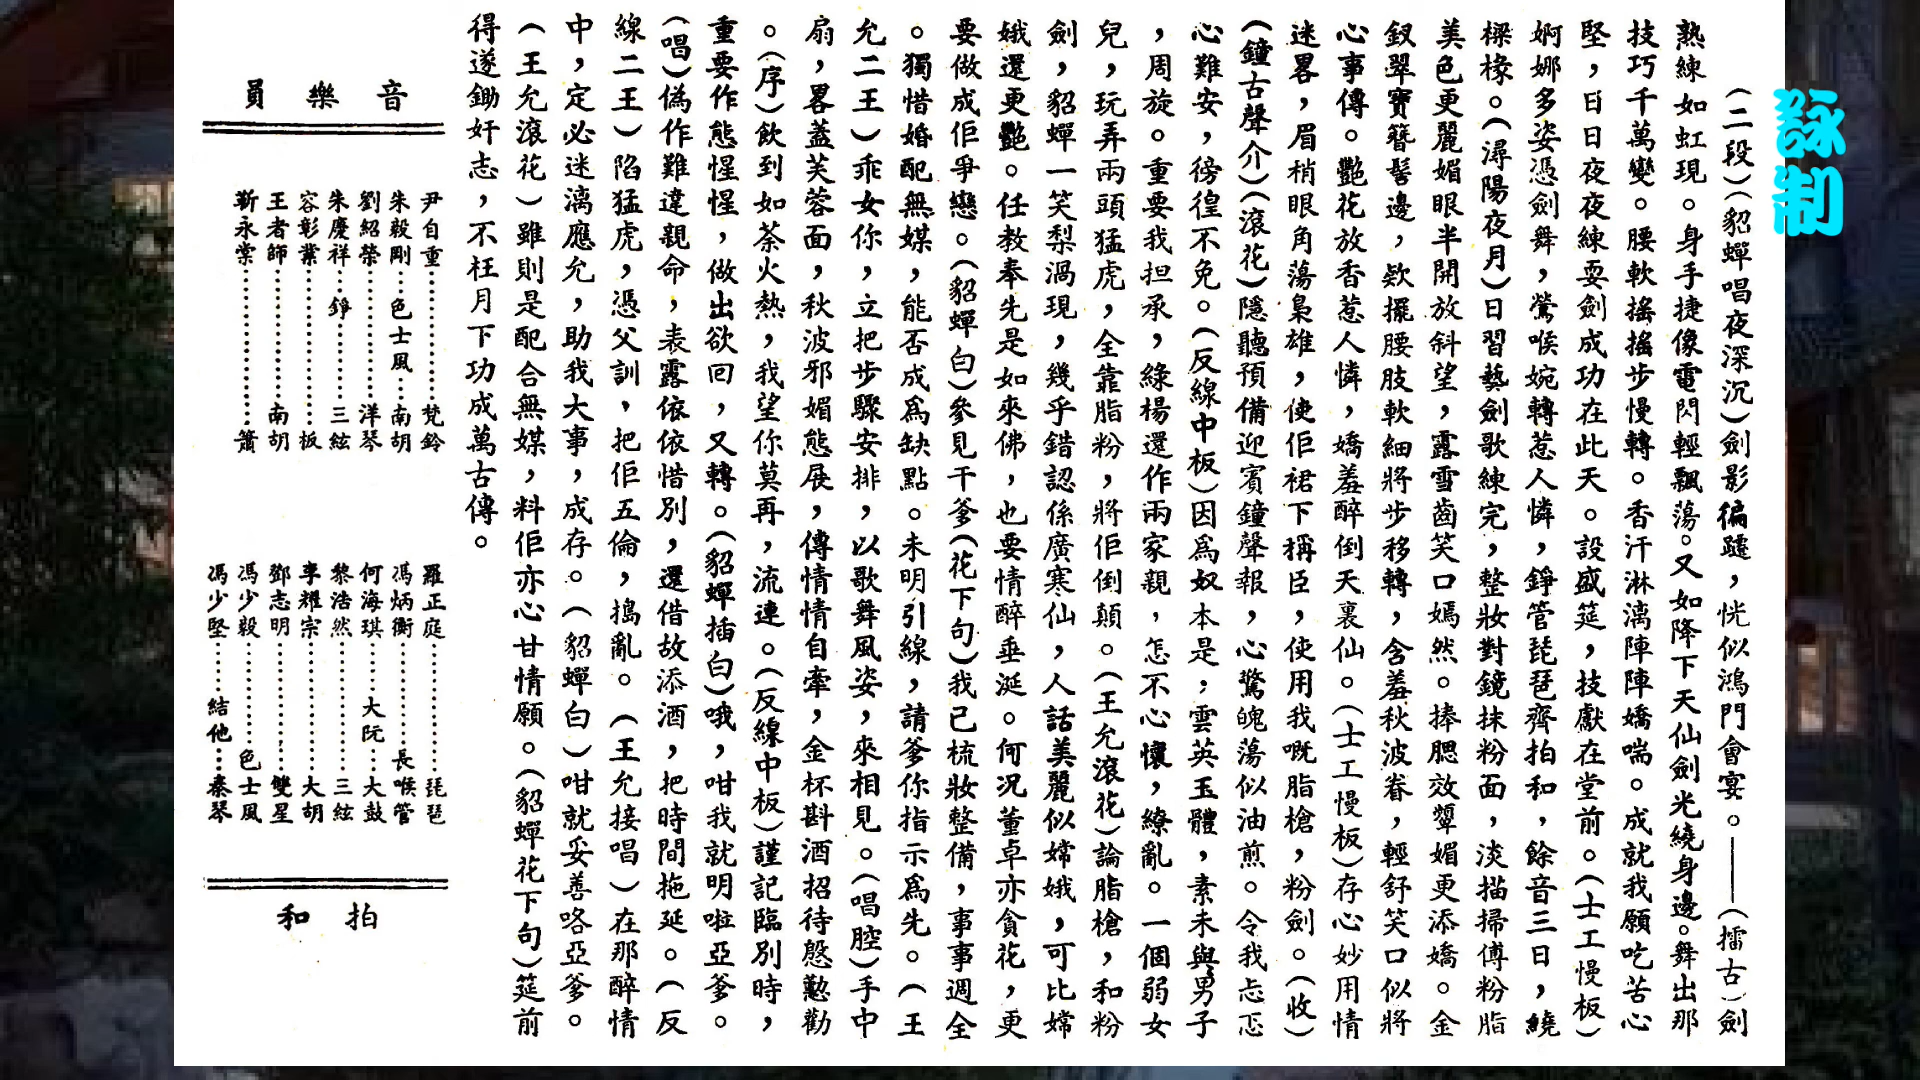 詠制
(二段)(貂蟬唱夜深沉)劍影徧躂，恍似鴻門會宴。——(擂古)劍
熟練如虹現。身手捷像電閃輕飄蕩。又如降下天仙劍光繞身邊。舞出那
技巧千萬變。腰軟搖搖步慢轉。香汗淋漓陣陣嬌喘。成就我願吃苦心
堅，日日夜夜練耍劍成功在此天。設盛筵，技獻在堂前。(士工慢板)
婀娜多姿憑劍舞，鶯喉婉轉惹人憐，錚管琵琶齊拍和，餘音三日，繞
樑椽。(潯陽夜月)日習藝劍歌練完，整妝對鏡抹粉面，淡描掃傅粉脂
美色更麗媚眼半開放斜望，露雪齒笑口嫣然。捧腮效顰媚更添嬌。金
釵翠寶簪髻邊，欵擺腰肢軟細將步移轉，含羞秋波眷，輕舒笑口似將
心事傳。艷花放香惹人憐，嬌羞醉倒天裏仙。(士工慢板)存心妙用情
迷畧，眉梢眼角蕩梟雄，使佢裙下稱臣，使用我嘅脂槍，粉劍。(收)
(鐘古聲介)(滾花)隱聽預備迎賓鐘聲報，心驚魄蕩似油煎。令我忐忑
心難安，徬徨不免。(反線中板)因為奴本是；雲英玉體，素未與男子
，周旋。重要我担承，綠楊還作兩家親，怎不心懷，繚亂。一個弱女
兒，玩弄兩頭猛虎，全靠脂粉，將佢倒顛。(王允滾花)論脂槍，和粉
劍，貂蟬一笑梨渦現，幾乎錯認係廣寒仙，人話美麗似嫦娥，可比嫦
娥還更艷。任教奉先是如來佛，也要情醉垂涎。何況董卓亦貪花，更
要做成佢爭戀。(貂蟬白)參見干爹(花下句)我已梳妝整備，事事週全
。獨惜婚配無媒，能否成為缺點。未明引線，請爹你指示為先。(王
允二王)乖女你，立把步驟安排，以歌舞風姿，來相見。(唱腔)手中
扇，畧蓋芙蓉面，秋波邪媚態展，傳情情自牽，金杯斟酒招待慇懃勸
。(序)飲到如荼火熱，我望你莫再，流連。(反線中板)謹記臨別時，
重要作態惺惺，做出欲回，又轉。(貂蟬插白)哦，咁我就明啦亞爹。
(唱)偽作難違親命，表露依依惜別，還借故添酒，把時間拖延。(反
線二王)陷猛虎，憑父訓，把佢五倫，搗亂。(王允接唱)在那醉情
中，定必迷漓應允，助我大事，成存。(貂蟬白)咁就妥善咯亞爹。
(王允滾花)雖則是配合無媒，料佢亦心甘情願。(貂蟬花下句)筵前
得遂鋤奸志，不枉月下功成萬古傳。
音樂員
尹自重……梵鈴
朱毅剛…色士風…南胡
劉紹榮……洋琴
朱慶祥…錚……三絃
容彰業……板
王者師……南胡
靳永棠……簫
羅正庭……琵琶
馮炳衡……長喉管
何海琪……大阮…大鼓
黎浩然……三絃
李耀宗……大胡
鄧志明……雙星
馮少毅……色士風
馮少堅……結他…秦琴
拍和